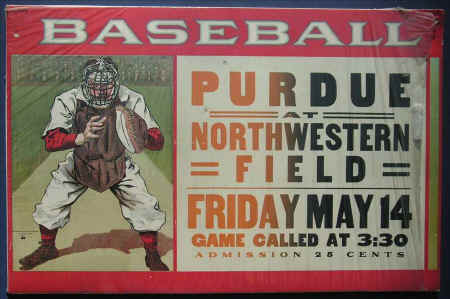 BASEBALL
PURDUE
AT
NORTHWESTERN
FIELD
FRIDAY MAY 14
GAME CALLED AT 3:30
ADMISSION 25 CENTS